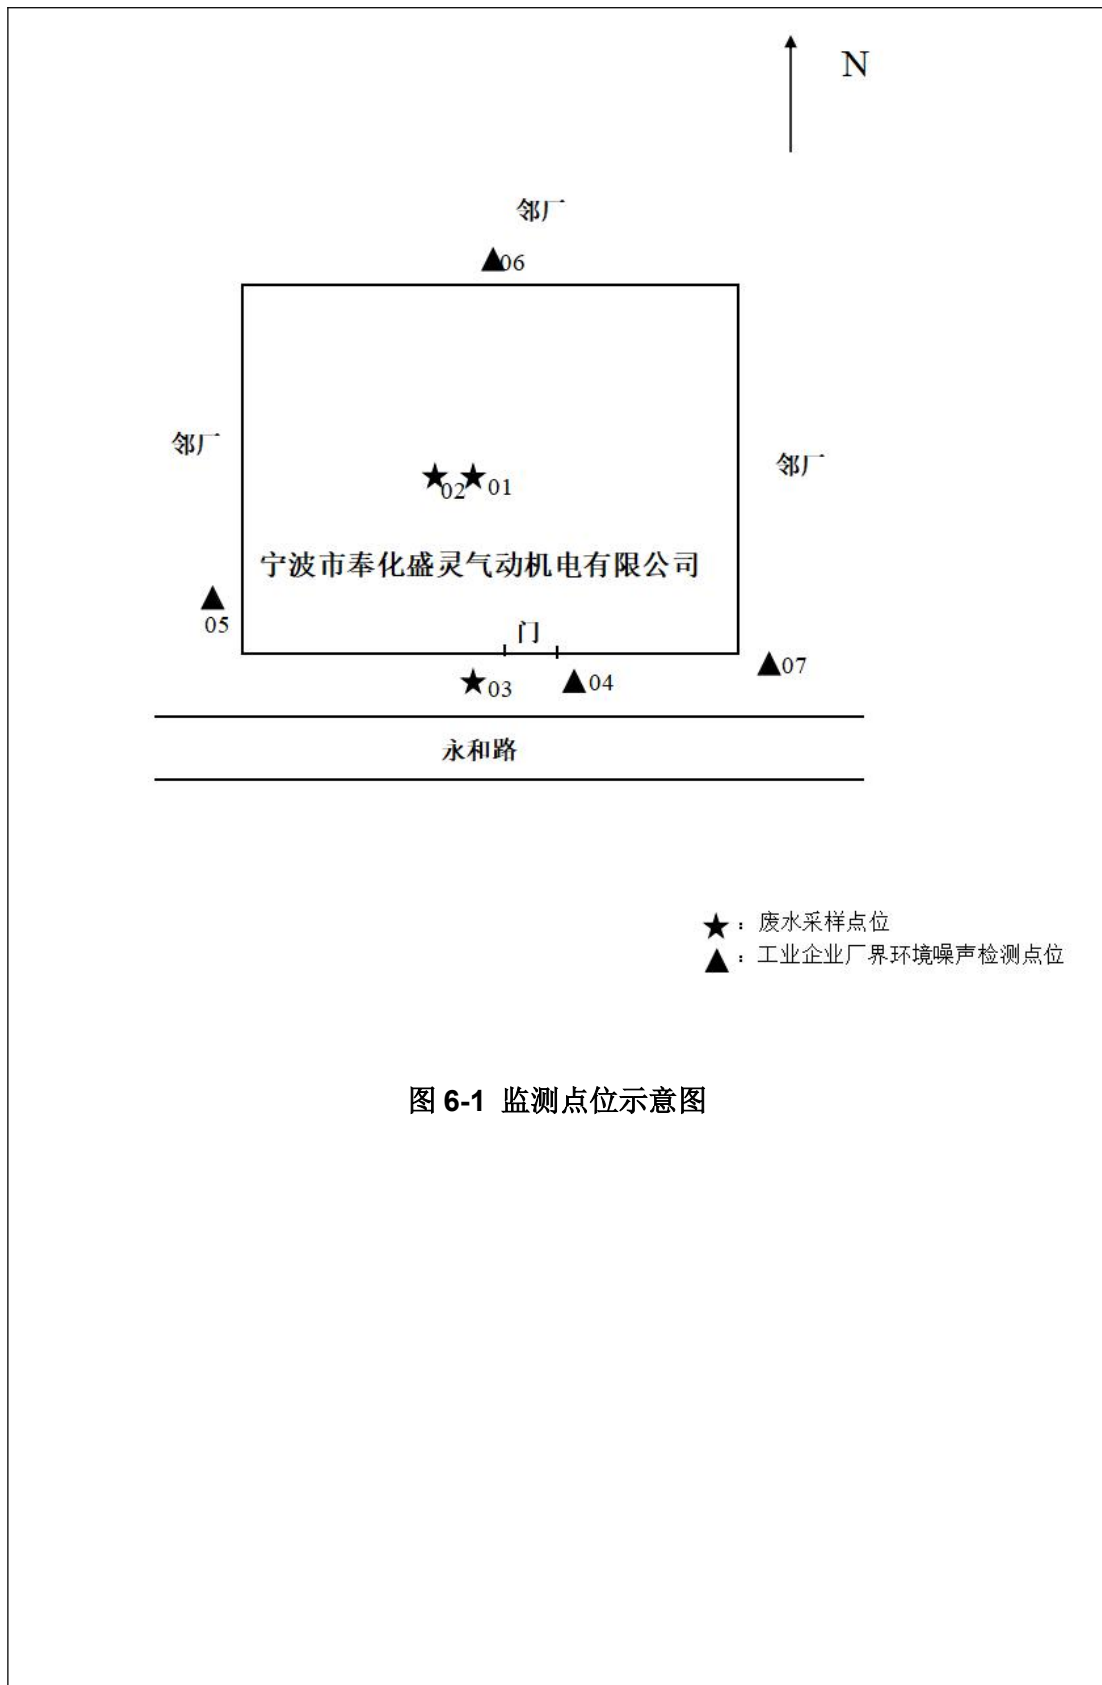 N
邻厂
06
邻厂
邻厂
02
01
宁波市奉化盛灵气动机电有限公司
05
门
07
03
04
永和路
：废水采样点位
：工业企业厂界环境噪声检测点位
图 6-1 监测点位示意图